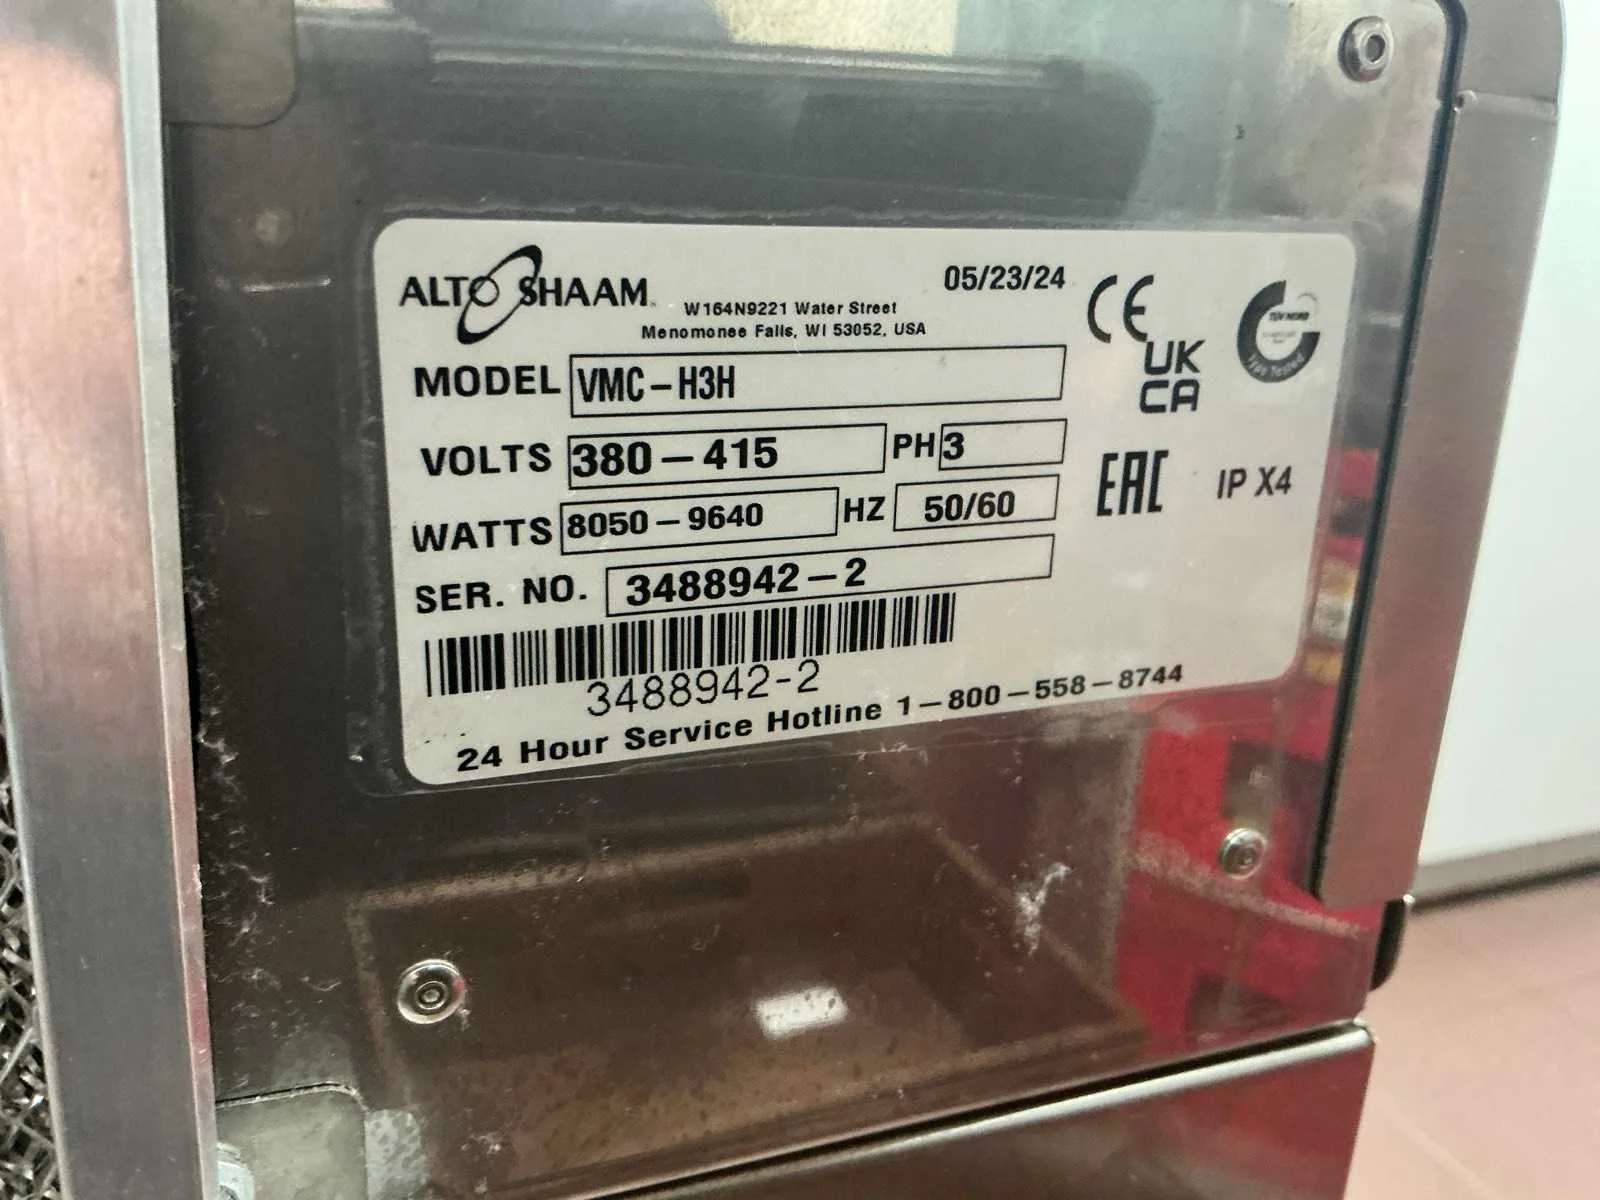 ALTO SHAAM
W164N9221 Water Street
Menomonee Falls, WI 53052, USA
05/23/24
CE
UK
CA
TÜV NORD
MODEL VMC-H3H
VOLTS 380-415 PH 3
WATTS 8050-9640 HZ 50/60
EAC IP X4
SER. NO. 3488942-2
3488942-2
24 Hour Service Hotline 1-800-558-8744